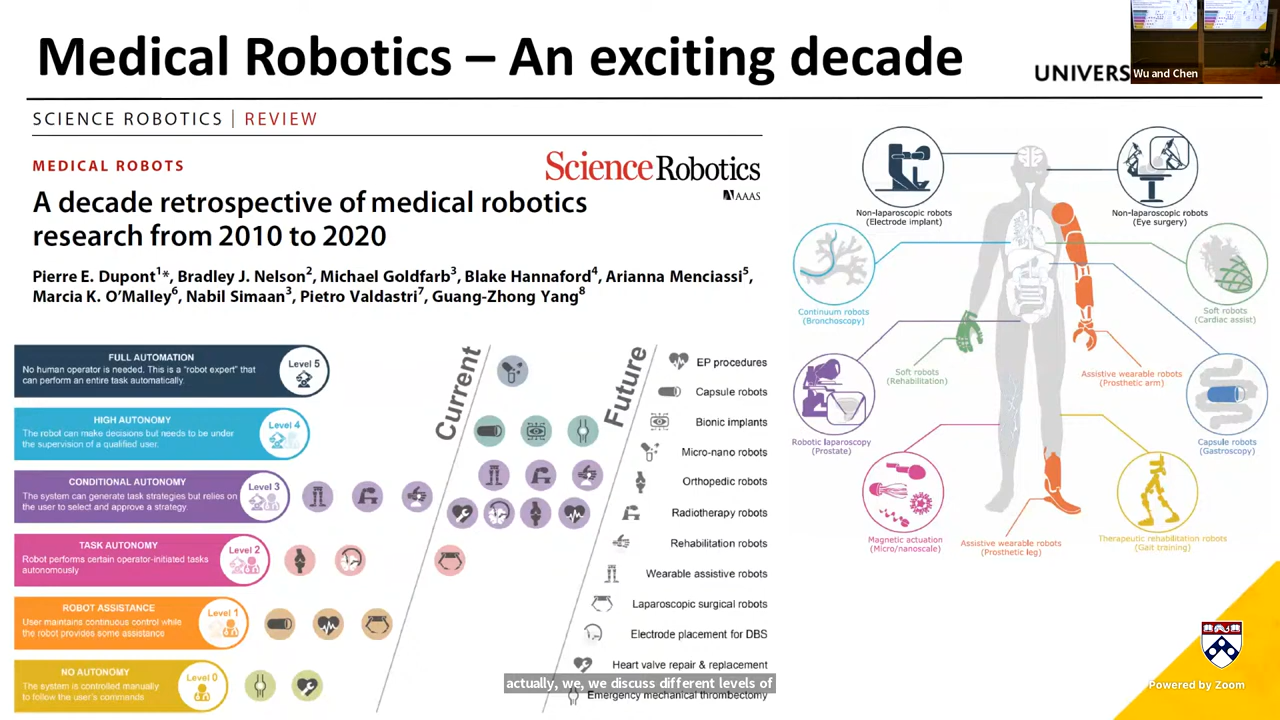 Medical Robotics – An exciting decade
UNIVERS
Wu and Chen
SCIENCE ROBOTICS | REVIEW
MEDICAL ROBOTS
Science Robotics
AAAS
A decade retrospective of medical robotics
research from 2010 to 2020
Pierre E. Dupont1*, Bradley J. Nelson2, Michael Goldfarb3, Blake Hannaford4, Arianna Menciassi5,
Marcia K. O'Malley6, Nabil Simaan3, Pietro Valdastri7, Guang-Zhong Yang8
FULL AUTOMATION
No human operator is needed. This is a "robot expert" that
can perform an entire task automatically.
Level 5
HIGH AUTONOMY
The robot can make decisions but needs to be under
the supervision of a qualified user.
Level 4
CONDITIONAL AUTONOMY
The system can generate task strategies but relies on
the user to select and approve a strategy
Level 3
TASK AUTONOMY
Robot performs certain operator-initiated tasks
autonomously
Level 2
ROBOT ASSISTANCE
User maintains continuous control while
the robot provides some assistance
Level 1
NO AUTONOMY
The system is controlled manually
to follow the user's commands
Level 0
Current
Future
EP procedures
Capsule robots
Bionic implants
Micro-nano robots
Orthopedic robots
Radiotherapy robots
Rehabilitation robots
Wearable assistive robots
Laparoscopic surgical robots
Electrode placement for DBS
Heart valve repair & replacement
Emergency mechanical thrombectomy
Non-laparoscopic robots
(Electrode implant)
Non-laparoscopic robots
(Eye surgery)
Continuum robots
(Bronchoscopy)
Soft robots
(Cardiac assist)
Soft robots
(Rehabilitation)
Assistive wearable robots
(Prosthetic arm)
Robotic laparoscopy
(Prostate)
Capsule robots
(Gastroscopy)
Magnetic actuation
(Micro/nanoscale)
Assistive wearable robots
(Prosthetic leg)
Therapeutic rehabilitation robots
(Gait training)
actually, we, we discuss different levels of
Powered by Zoom